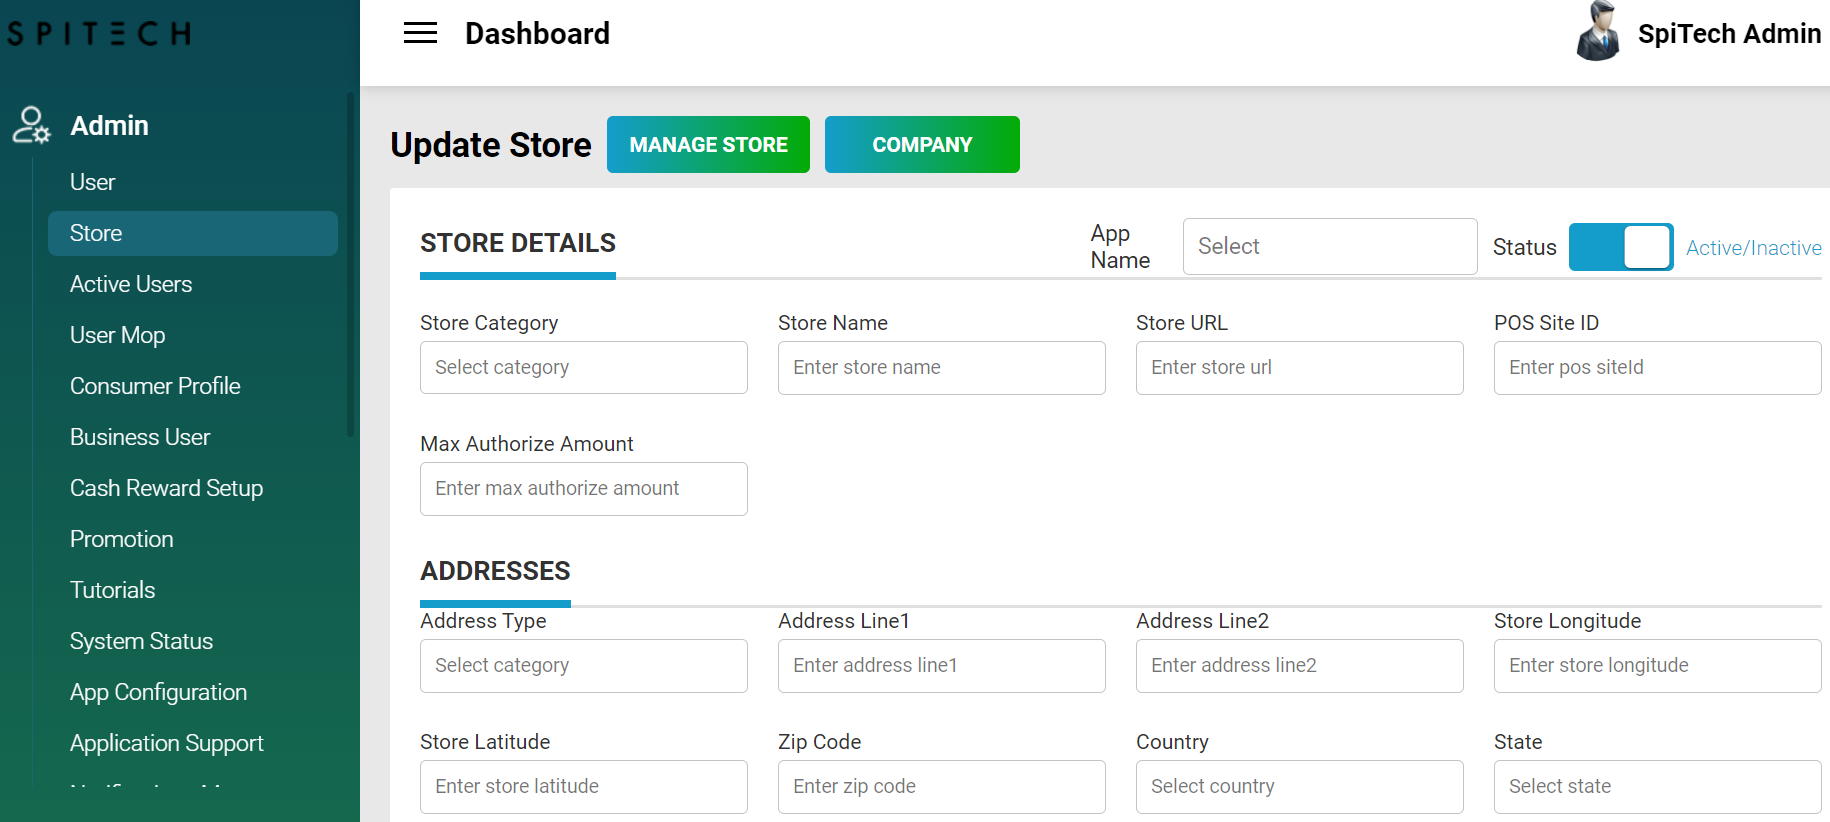 SPITECH
Dashboard
SpiTech Admin
Admin
User
Store
Active Users
User Mop
Consumer Profile
Business User
Cash Reward Setup
Promotion
Tutorials
System Status
App Configuration
Application Support
Update Store
MANAGE STORE
COMPANY
STORE DETAILS
App
Name
Select
Status
Active/Inactive
Store Category
Store Name
Store URL
POS Site ID
Select category
Enter store name
Enter store url
Enter pos siteId
Max Authorize Amount
Enter max authorize amount
ADDRESSES
Address Type
Address Line1
Address Line2
Store Longitude
Select category
Enter address line1
Enter address line2
Enter store longitude
Store Latitude
Zip Code
Country
State
Enter store latitude
Enter zip code
Select country
Select state